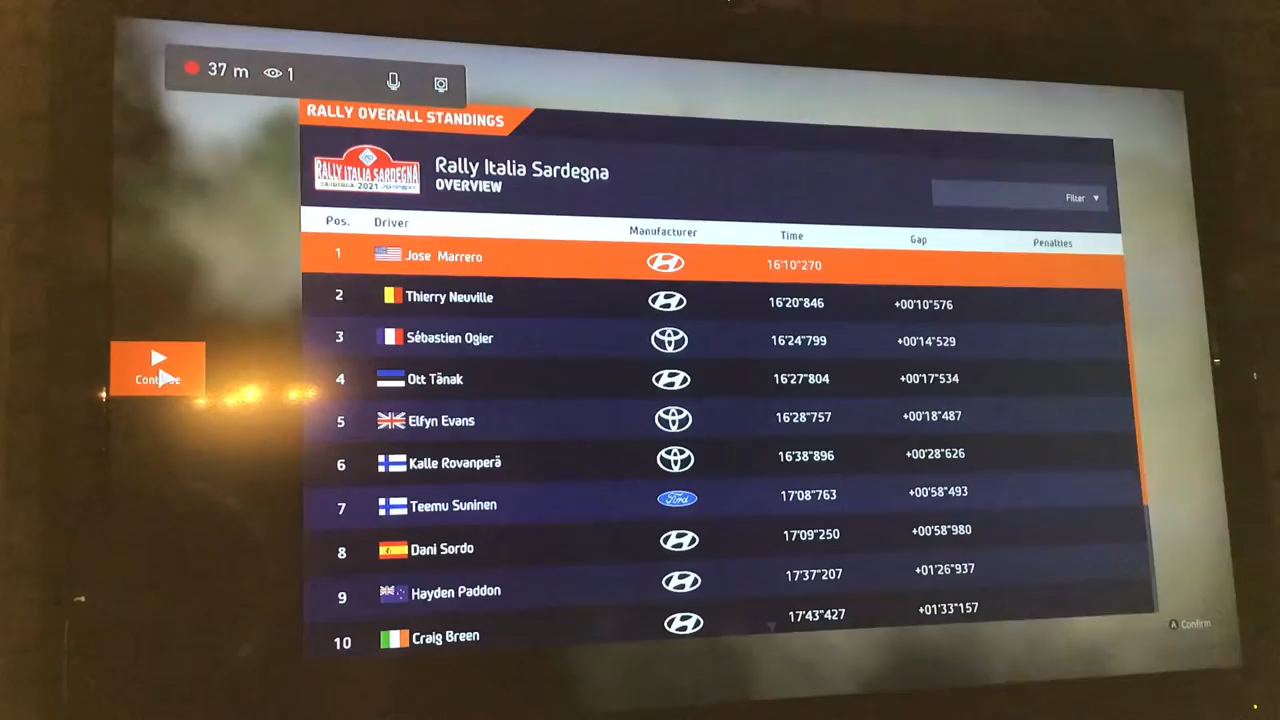 37 m 1
RALLY OVERALL STANDINGS
RALLY ITALIA SARDEGNA
SARDEGNA 2021
Rally Italia Sardegna
OVERVIEW
Filter
Pos. Driver Manufacturer Time Gap Penalties
1 Jose Marrero 16'10"270
2 Thierry Neuville 16'20"846 +00'10"576
3 Sébastien Ogier 16'24"799 +00'14"529
4 Ott Tänak 16'27"804 +00'17"534
5 Elfyn Evans 16'28"757 +00'18"487
6 Kalle Rovanperä 16'38"896 +00'28"626
7 Teemu Suninen Ford 17'08"763 +00'58"493
8 Dani Sordo 17'09"250 +00'58"980
9 Hayden Paddon 17'37"207 +01'26"937
10 Craig Breen 17'43"427 +01'33"157
A Confirm